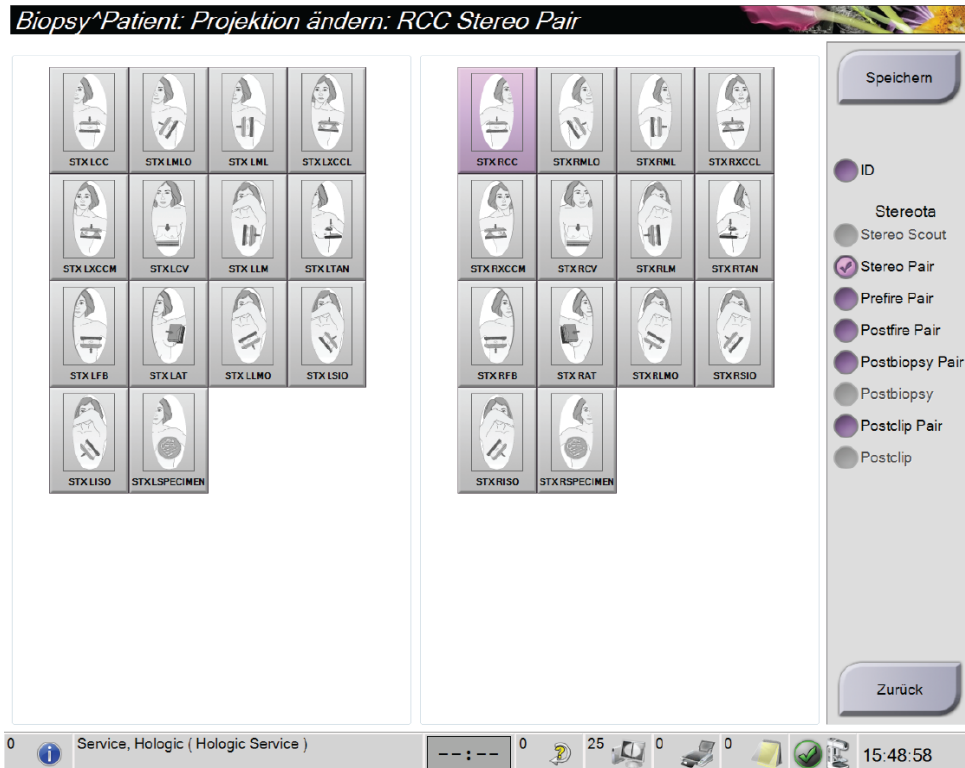 Biopsy^Patient: Projektion ändern: RCC Stereo Pair
STX LCC STX LMLO STX LML STX LXCCL
STX LXCCM STX LCV STX LLM STX LTAN
STX LFB STX LAT STX LLMO STX LSIO
STX LISO STX LSPECIMEN
STX RCC STX RMLO STX RML STX RXCCL
STX RXCCM STX RCV STX RLM STX RTAN
STX RFB STX RAT STX RLMO STX RSIO
STX RISO STX RSPECIMEN
Speichern
ID
Stereota
Stereo Scout
Stereo Pair
Prefire Pair
Postfire Pair
Postbiopsy Pair
Postbiopsy
Postclip Pair
Postclip
Zurück
0 Service, Hologic ( Hologic Service ) --:-- 0 25 0 0 15:48:58